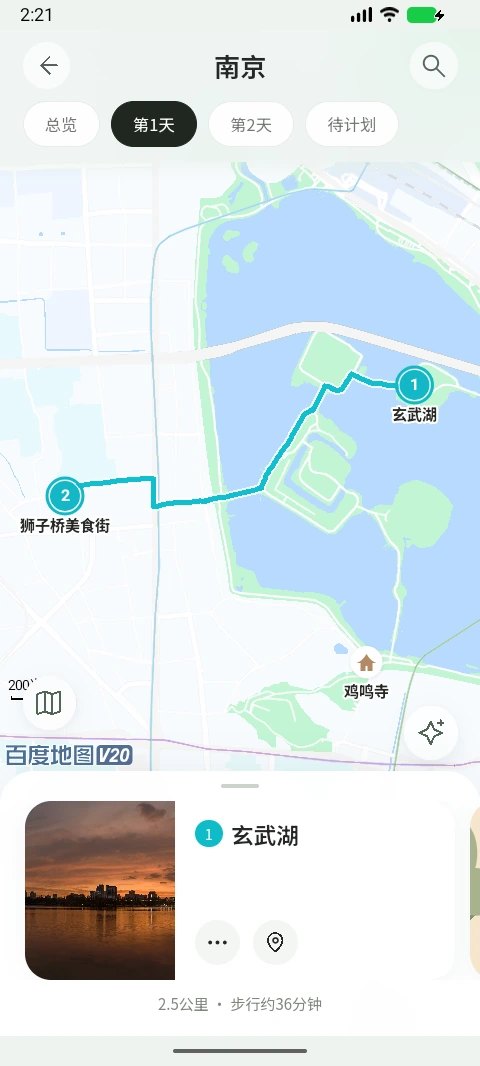 2:21
南京
总览
第1天
第2天
待计划
1
玄武湖
2
狮子桥美食街
鸡鸣寺
200
百度地图 V20
1 玄武湖
2.5公里 · 步行约36分钟